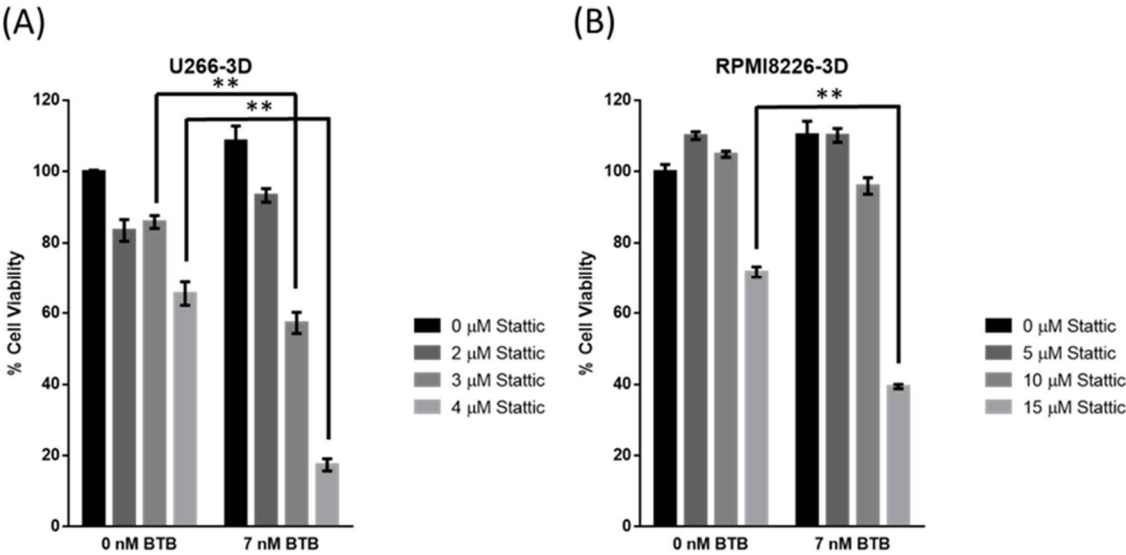 (A)
U266-3D
**
**
120
100
80
60
40
20
0
% Cell Viability
0 nM BTB
7 nM BTB
0 μM Stattic
2 μM Stattic
3 μM Stattic
4 μM Stattic
(B)
RPMI8226-3D
**
120
100
80
60
40
20
0
% Cell Viability
0 nM BTB
7 nM BTB
0 μM Stattic
5 μM Stattic
10 μM Stattic
15 μM Stattic